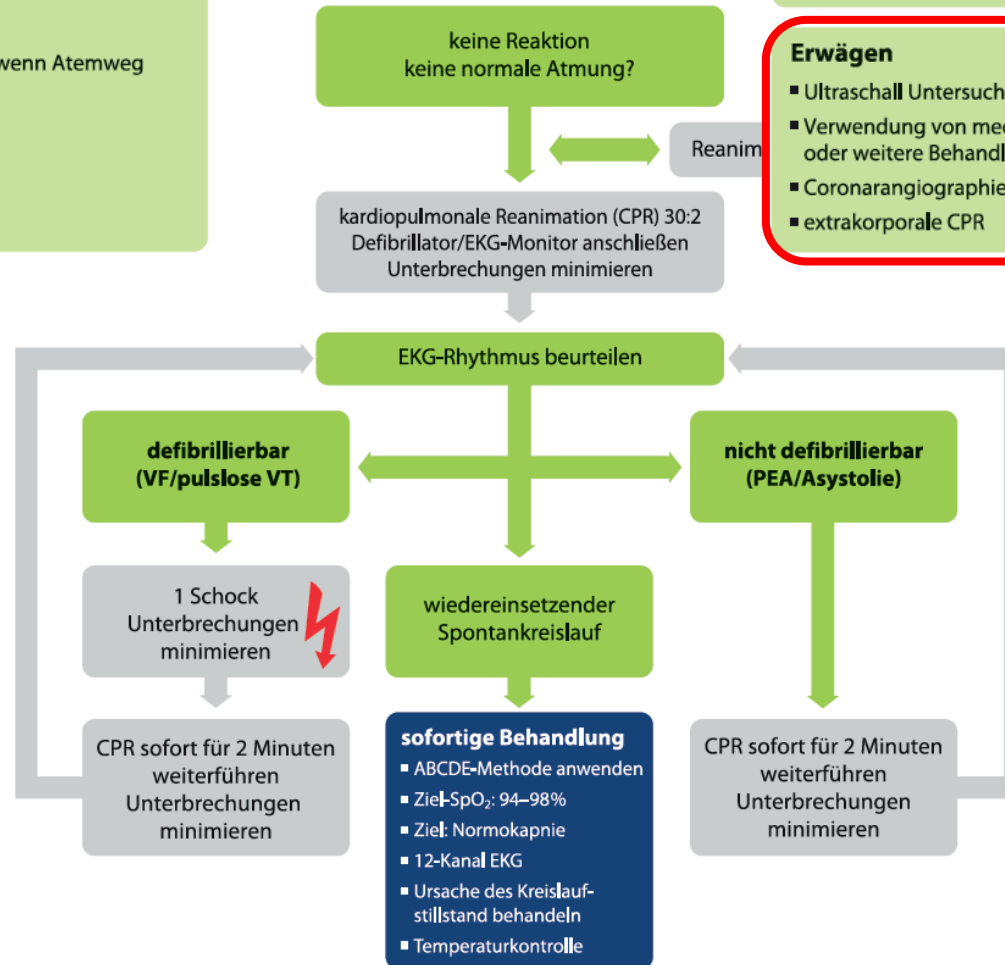 wenn Atemweg
keine Reaktion
keine normale Atmung?
Erwägen
▪ Ultraschall
▪ Verwendung von
oder weitere
▪ Coronarangiographie
▪ extrakorporale CPR
kardiopulmonale Reanimation (CPR) 30:2
Defibrillator/EKG-Monitor anschließen
Unterbrechungen minimieren
EKG-Rhythmus beurteilen
defibrillierbar
(VF/pulslose VT)
nicht defibrillierbar
(PEA/Asystolie)
1 Schock
Unterbrechungen
minimieren
wiedereinsetzender
Spontankreislauf
CPR sofort für 2 Minuten
weiterführen
Unterbrechungen
minimieren
sofortige Behandlung
▪ ABCDE-Methode anwenden
▪ Ziel-SpO₂: 94–98%
▪ Ziel: Normokapnie
▪ 12-Kanal EKG
▪ Ursache des Kreislauf-
stillstand behandeln
▪ Temperaturkontrolle
CPR sofort für 2 Minuten
weiterführen
Unterbrechungen
minimieren